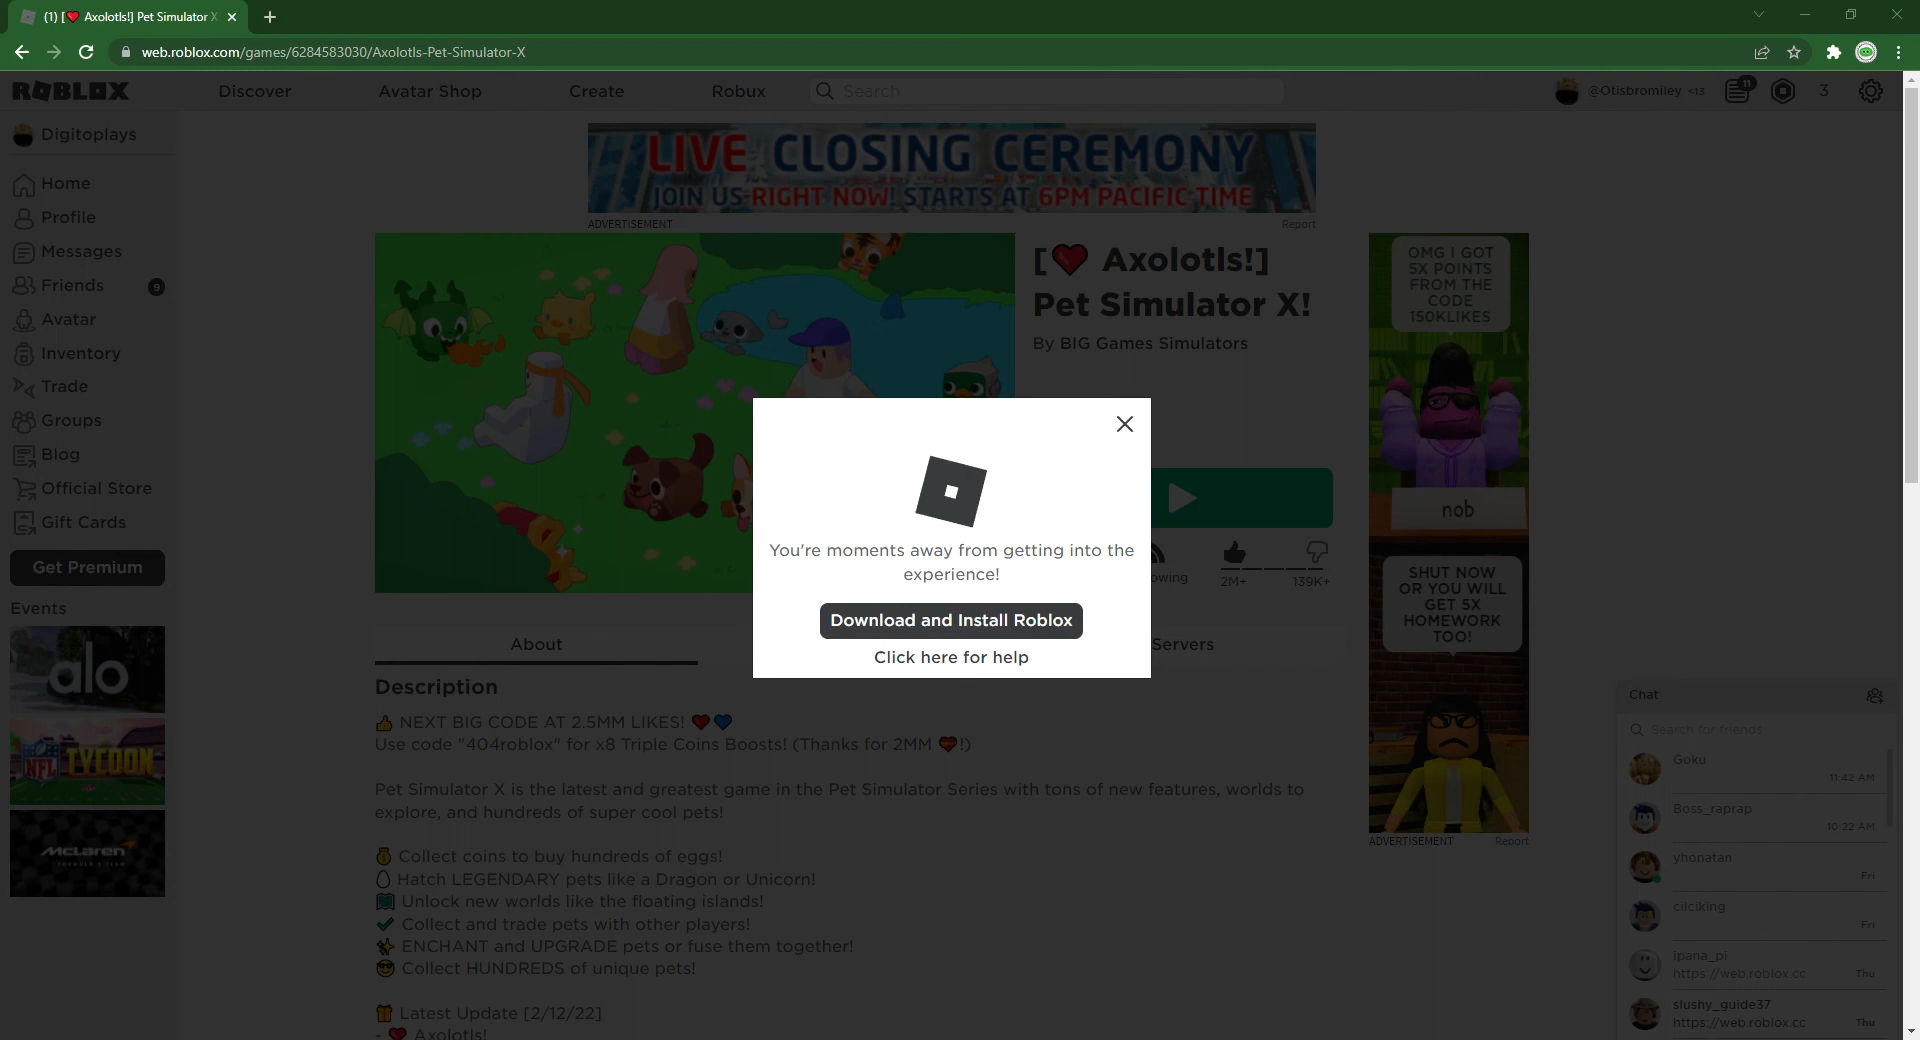 (1) [❤ Axolotls!] Pet Simulator X
web.roblox.com/games/6284583030/Axolotls-Pet-Simulator-X
ROBLOX
Discover
Avatar Shop
Create
Robux
Search
@Otisbromiley <13
11
3
Digitoplays
Home
Profile
Messages
Friends
9
Avatar
Inventory
Trade
Groups
Blog
Official Store
Gift Cards
Get Premium
Events
alo
NFL TYCOON
McLaren
FORMULA 1 TEAM
LIVE CLOSING CEREMONY
JOIN US RIGHT NOW! STARTS AT 6PM PACIFIC TIME
ADVERTISEMENT
Report
[❤ Axolotls!]
Pet Simulator X!
By BIG Games Simulators
owing
2M+
139K+
You're moments away from getting into the
experience!
Download and Install Roblox
Click here for help
About
Servers
Description
👍 NEXT BIG CODE AT 2.5MM LIKES! ❤💙
Use code "404roblox" for x8 Triple Coins Boosts! (Thanks for 2MM ❤!)
Pet Simulator X is the latest and greatest game in the Pet Simulator Series with tons of new features, worlds to
explore, and hundreds of super cool pets!
💰 Collect coins to buy hundreds of eggs!
🥚 Hatch LEGENDARY pets like a Dragon or Unicorn!
🗺 Unlock new worlds like the floating islands!
✔ Collect and trade pets with other players!
✨ ENCHANT and UPGRADE pets or fuse them together!
😎 Collect HUNDREDS of unique pets!
🎁 Latest Update [2/12/22]
- ❤ Axolotls!
OMG I GOT
5X POINTS
FROM THE
CODE
150KLIKES
nob
SHUT NOW
OR YOU WILL
GET 5X
HOMEWORK
TOO!
ADVERTISEMENT
Report
Chat
Search for friends
Goku
11:42 AM
Boss_raprap
10:22 AM
yhonatan
Fri
cilciking
Fri
ipana_pi
https://web.roblox.cc
Thu
slushy_guide37
https://web.roblox.cc
Thu